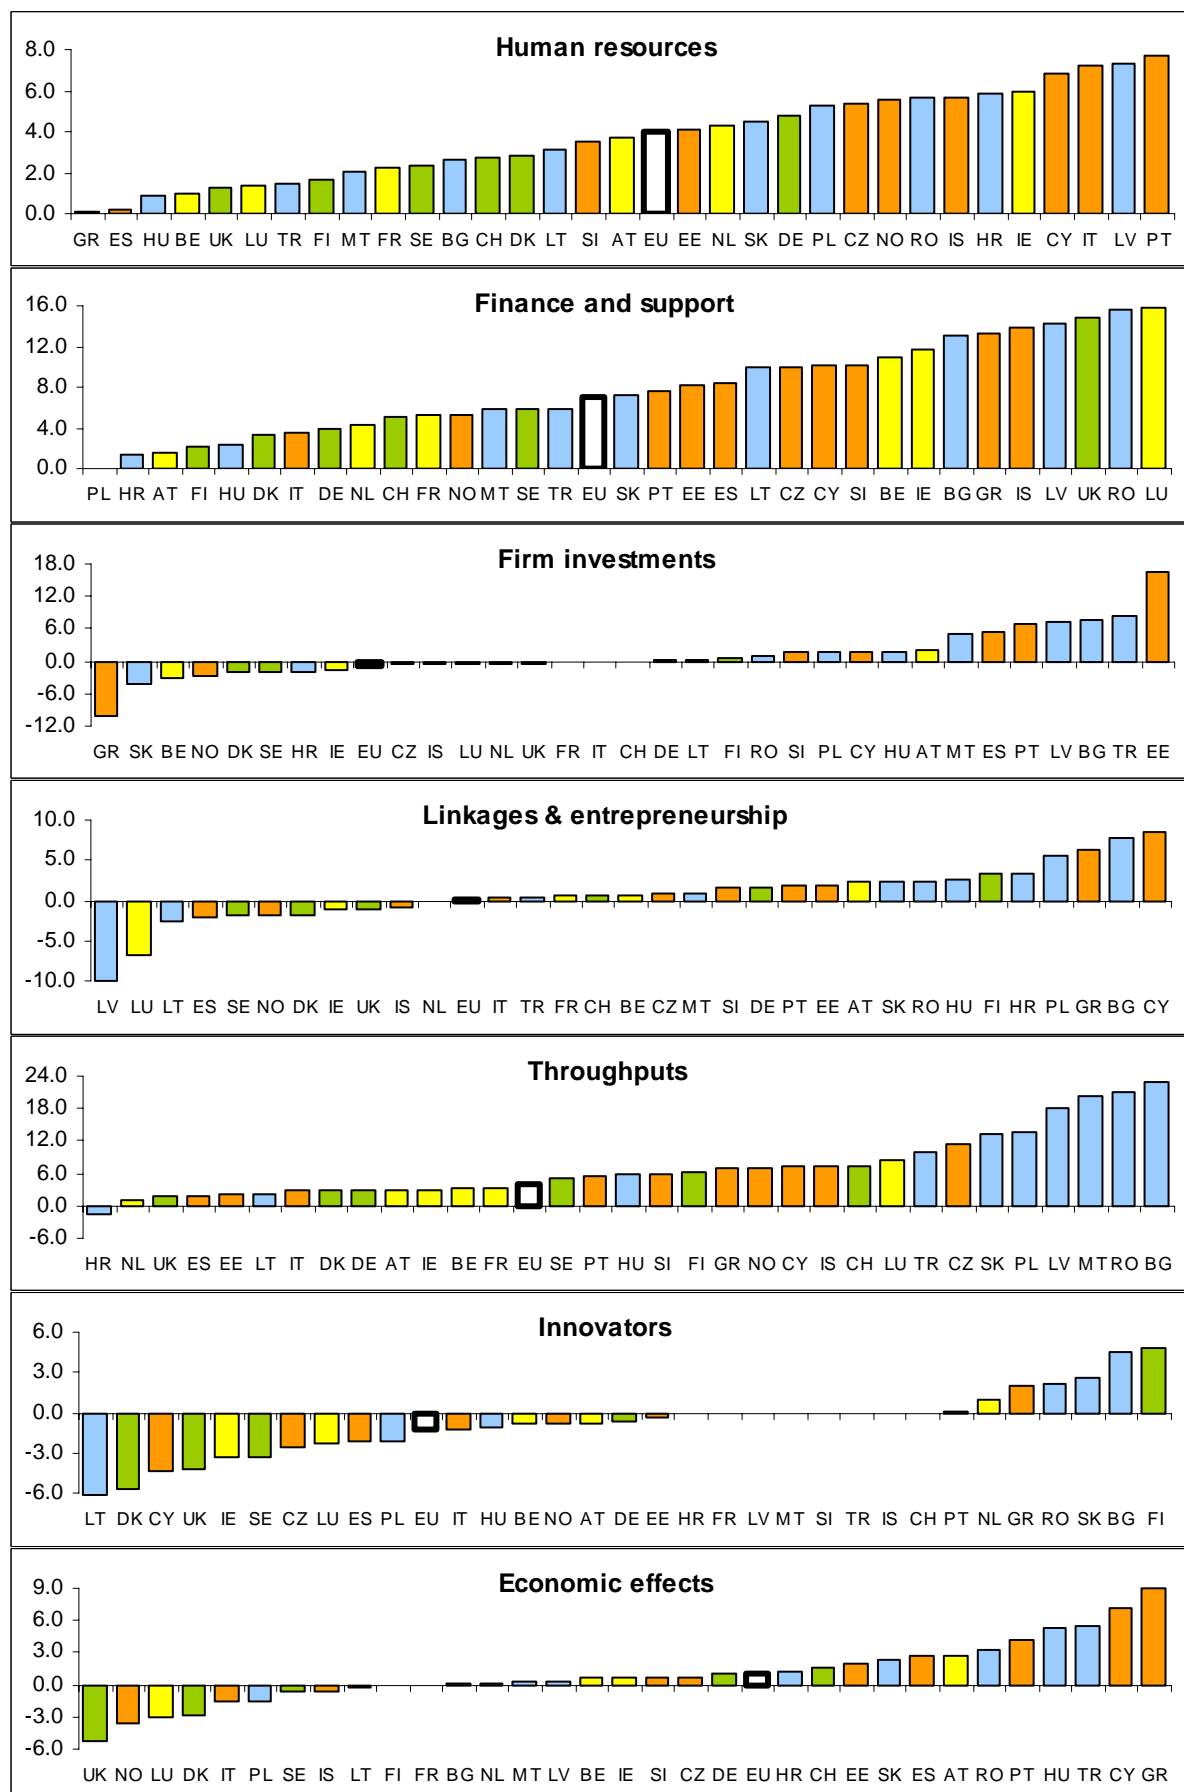 Human resources
8.0
6.0
4.0
2.0
0.0
GR ES HU BE UK LU TR FI MT FR SE BG CH DK LT SI AT EU EE NL SK DE PL CZ NO RO IS HR IE CY IT LV PT
Finance and support
16.0
12.0
8.0
4.0
0.0
PL HR AT FI HU DK IT DE NL CH FR NO MT SE TR EU SK PT EE ES LT CZ CY SI BE IE BG GR IS LV UK RO LU
Firm investments
18.0
12.0
6.0
0.0
-6.0
-12.0
GR SK BE NO DK SE HR IE EU CZ IS LU NL UK FR IT CH DE LT FI RO SI PL CY HU AT MT ES PT LV BG TR EE
Linkages & entrepreneurship
10.0
5.0
0.0
-5.0
-10.0
LV LU LT ES SE NO DK IE UK IS NL EU IT TR FR CH BE CZ MT SI DE PT EE AT SK RO HU FI HR PL GR BG CY
Throughputs
24.0
18.0
12.0
6.0
0.0
-6.0
HR NL UK ES EE LT IT DK DE AT IE BE FR EU SE PT HU SI FI GR NO CY IS CH LU TR CZ SK PL LV MT RO BG
Innovators
6.0
3.0
0.0
-3.0
-6.0
LT DK CY UK IE SE CZ LU ES PL EU IT HU BE NO AT DE EE HR FR LV MT SI TR IS CH PT NL GR RO SK BG FI
Economic effects
9.0
6.0
3.0
0.0
-3.0
-6.0
UK NO LU DK IT PL SE IS LT FI FR BG NL MT LV BE IE SI CZ DE EU HR CH EE SK ES AT RO PT HU TR CY GR